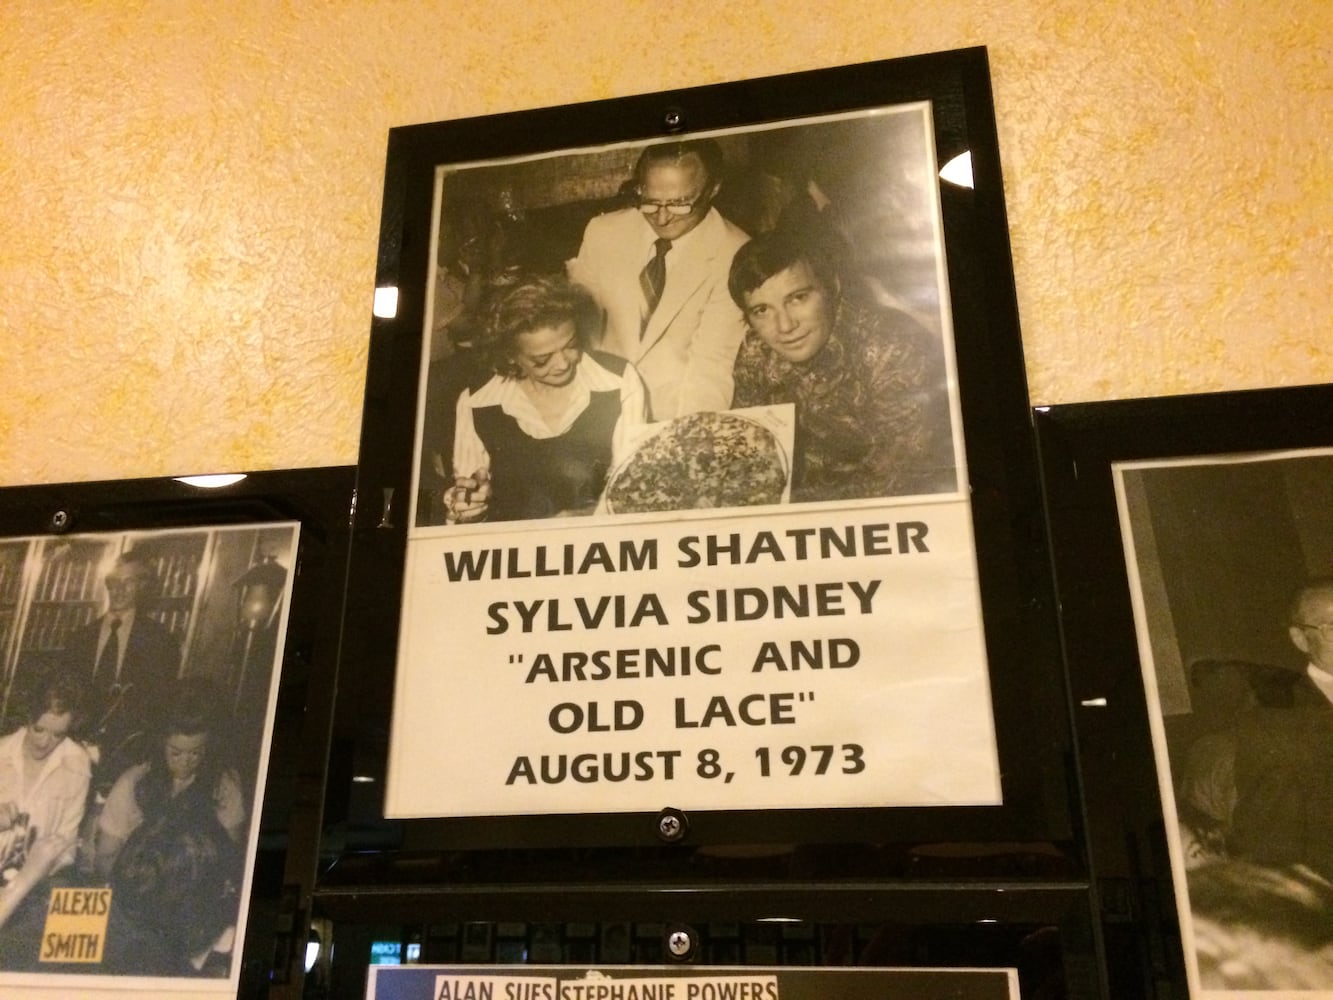 WILLIAM SHATNER
SYLVIA SIDNEY
"ARSENIC AND
OLD LACE"
AUGUST 8, 1973
ALEXIS
SMITH
ALAN SUES STEPHANIE POWERS